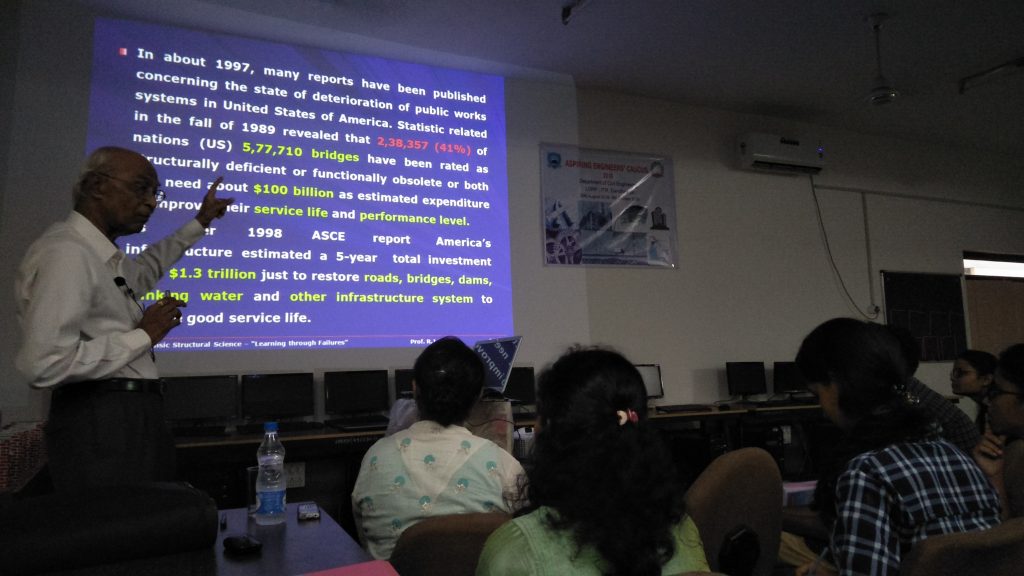 In about 1997, many reports have been published
concerning the state of deterioration of public works
systems in United States of America. Statistic related
in the fall of 1989 revealed that 2,38,357 (41%) of
nations (US) 5,77,710 bridges have been rated as
structurally deficient or functionally obsolete or both
need about $100 billion as estimated expenditure
their service life and performance level.
1998 ASCE report America's
estimated a 5-year total investment
$1.3 trillion just to restore roads, bridges, dams,
water and other infrastructure system to
good service life.
Structural Science – "Learning through Failures"
Prof. R.
ASPIRING ENGINEERS'
Department of Civil